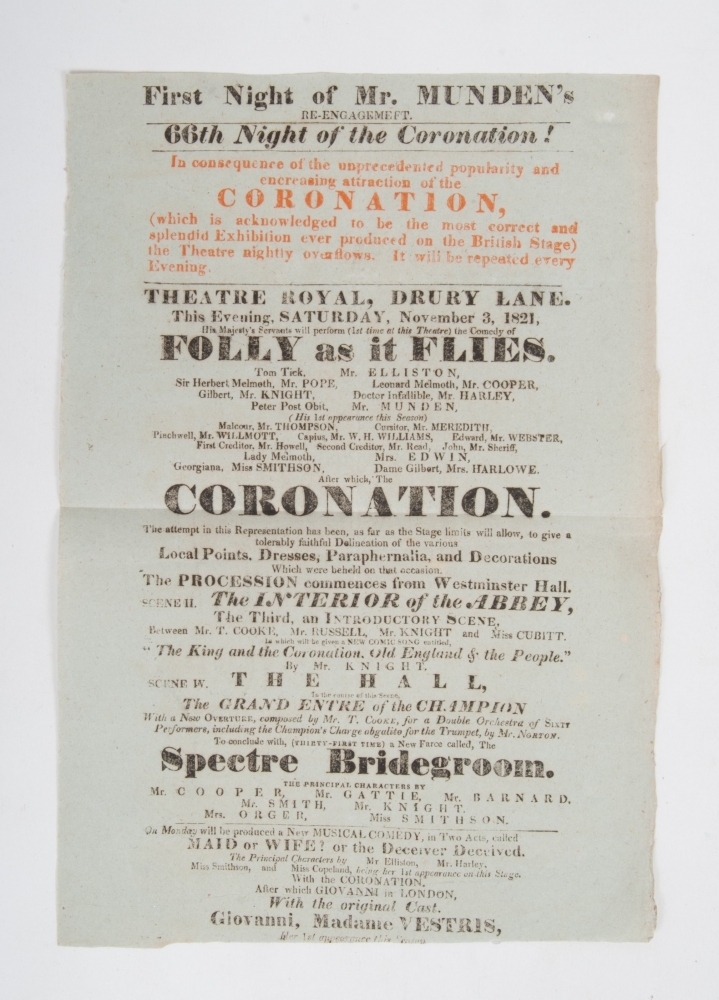 First Night of Mr. MUNDEN's
RE-ENGAGEMEFT.
66th Night of the Coronation!
In consequence of the unprecedented popularity and
encreasing attraction of the
CORONATION,
(which is acknowledged to be the most correct and
splendid Exhibition ever produced on the British Stage)
the Theatre nightly overflows. It will be repeated every
Evening.
THEATRE ROYAL, DRURY LANE.
This Evening, SATURDAY, November 3, 1821,
His Majesty's Servants will perform (1st time at this Theatre) the Comedy of
FOLLY as it FLIES.
Tom Tick, Mr. ELLISTON,
Sir Herbert Melmoth, Mr. POPE, Leonard Melmoth, Mr. COOPER,
Gilbert, Mr. KNIGHT, Doctor Infallible, Mr. HARLEY,
Peter Post Obit, Mr. MUNDEN,
(His 1st appearance this Season)
Malcour, Mr. THOMPSON, Cursitor, Mr. MEREDITH,
Pinchwell, Mr. WILLMOTT, Capias, Mr. W. H. WILLIAMS, Edward, Mr. WEBSTER,
First Creditor, Mr. Howell, Second Creditor, Mr. Read, John, Mr. Sheriff,
Lady Melmoth, Mrs. EDWIN,
Georgiana, Miss SMITHSON, Dame Gilbert, Mrs. HARLOWE.
After which, The
CORONATION.
The attempt in this Representation has been, as far as the Stage limits will allow, to give a
tolerably faithful Delineation of the various
Local Points, Dresses, Paraphernalia, and Decorations
Which were beheld on that occasion.
The PROCESSION commences from Westminster Hall.
SCENE II. The INTERIOR of the ABBEY,
The Third, an INTRODUCTORY SCENE,
Between Mr. T. COOKE, Mr. RUSSELL, Mr. KNIGHT and Miss CUBITT.
In which will be given a NEW COMIC SONG entitled,
"The King and the Coronation, Old England & the People."
By Mr. KNIGHT.
SCENE IV. THE HALL,
In the course of this Scene,
The GRAND ENTRE of the CHAMPION
With a New OVERTURE, composed by Mr. T. COOKE, for a Double Orchestra of SIXTY
Performers, including the Champion's Charge obgalito for the Trumpet, by Mr. NORTON.
To conclude with, (THIRTY-FIRST TIME) a New Farce called, The
Spectre Bridegroom.
THE PRINCIPAL CHARACTERS BY
Mr. COOPER, Mr. GATTIE, Mr. BARNARD,
Mr. SMITH, Mr. KNIGHT,
Mrs. ORGER, Miss SMITHSON.
On Monday will be produced a New MUSICAL COMEDY, in Two Acts, called
MAID or WIFE? or the Deceiver Deceived.
The Principal Characters by Mr Elliston, Mr. Harley,
Miss Smithson, and Miss Copeland, being her 1st appearance on this Stage.
With the CORONATION.
After which GIOVANNI in LONDON,
With the original Cast.
Giovanni, Madame VESTRIS,
Her 1st appearance this Season